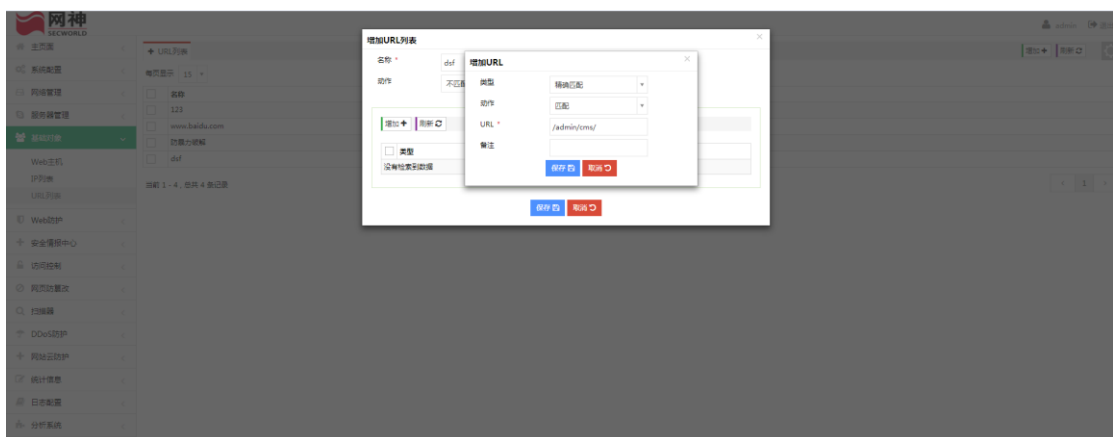 网神
SECWORLD
admin
主页面
系统配置
网络管理
服务器管理
基础对象
Web主机
IP列表
URL列表
Web防护
安全情报中心
访问控制
网页防篡改
扫描器
DDoS防护
网站云防护
统计信息
日志配置
分析系统
+ URL列表
增加+ 刷新
每页显示 15
名称
123
www.baidu.com
防暴力破解
dsf
当前 1 - 4, 总共 4 条记录
1
增加URL列表 ×
名称 * dsf
动作 不匹配
增加+ 刷新
类型
没有检索到数据
保存 取消
增加URL ×
类型 精确匹配
动作 匹配
URL * /admin/cms/
备注
保存 取消